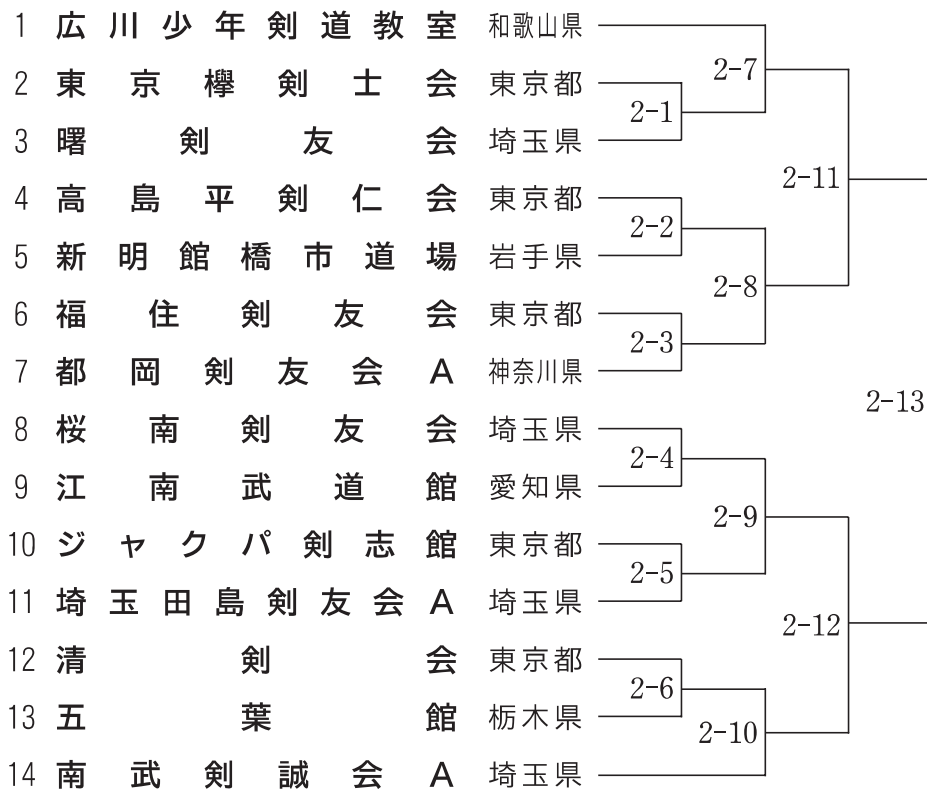 1 広川少年剣道教室 和歌山県
2 東京欅剣士会 東京都
3 曙剣友会 埼玉県
4 高島平剣仁会 東京都
5 新明館橋市道場 岩手県
6 福住剣友会 東京都
7 都岡剣友会A 神奈川県
8 桜南剣友会 埼玉県
9 江南武道館 愛知県
10 ジャクパ剣志館 東京都
11 埼玉田島剣友会A 埼玉県
12 清剣会 東京都
13 五葉館 栃木県
14 南武剣誠会A 埼玉県
2-1
2-2
2-3
2-4
2-5
2-6
2-7
2-8
2-9
2-10
2-11
2-12
2-13